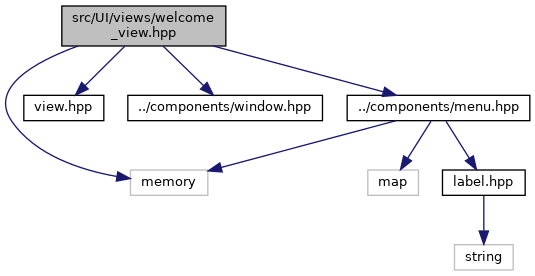 src/UI/views/welcome
_view.hpp
view.hpp
../components/window.hpp
../components/menu.hpp
memory
map
label.hpp
string